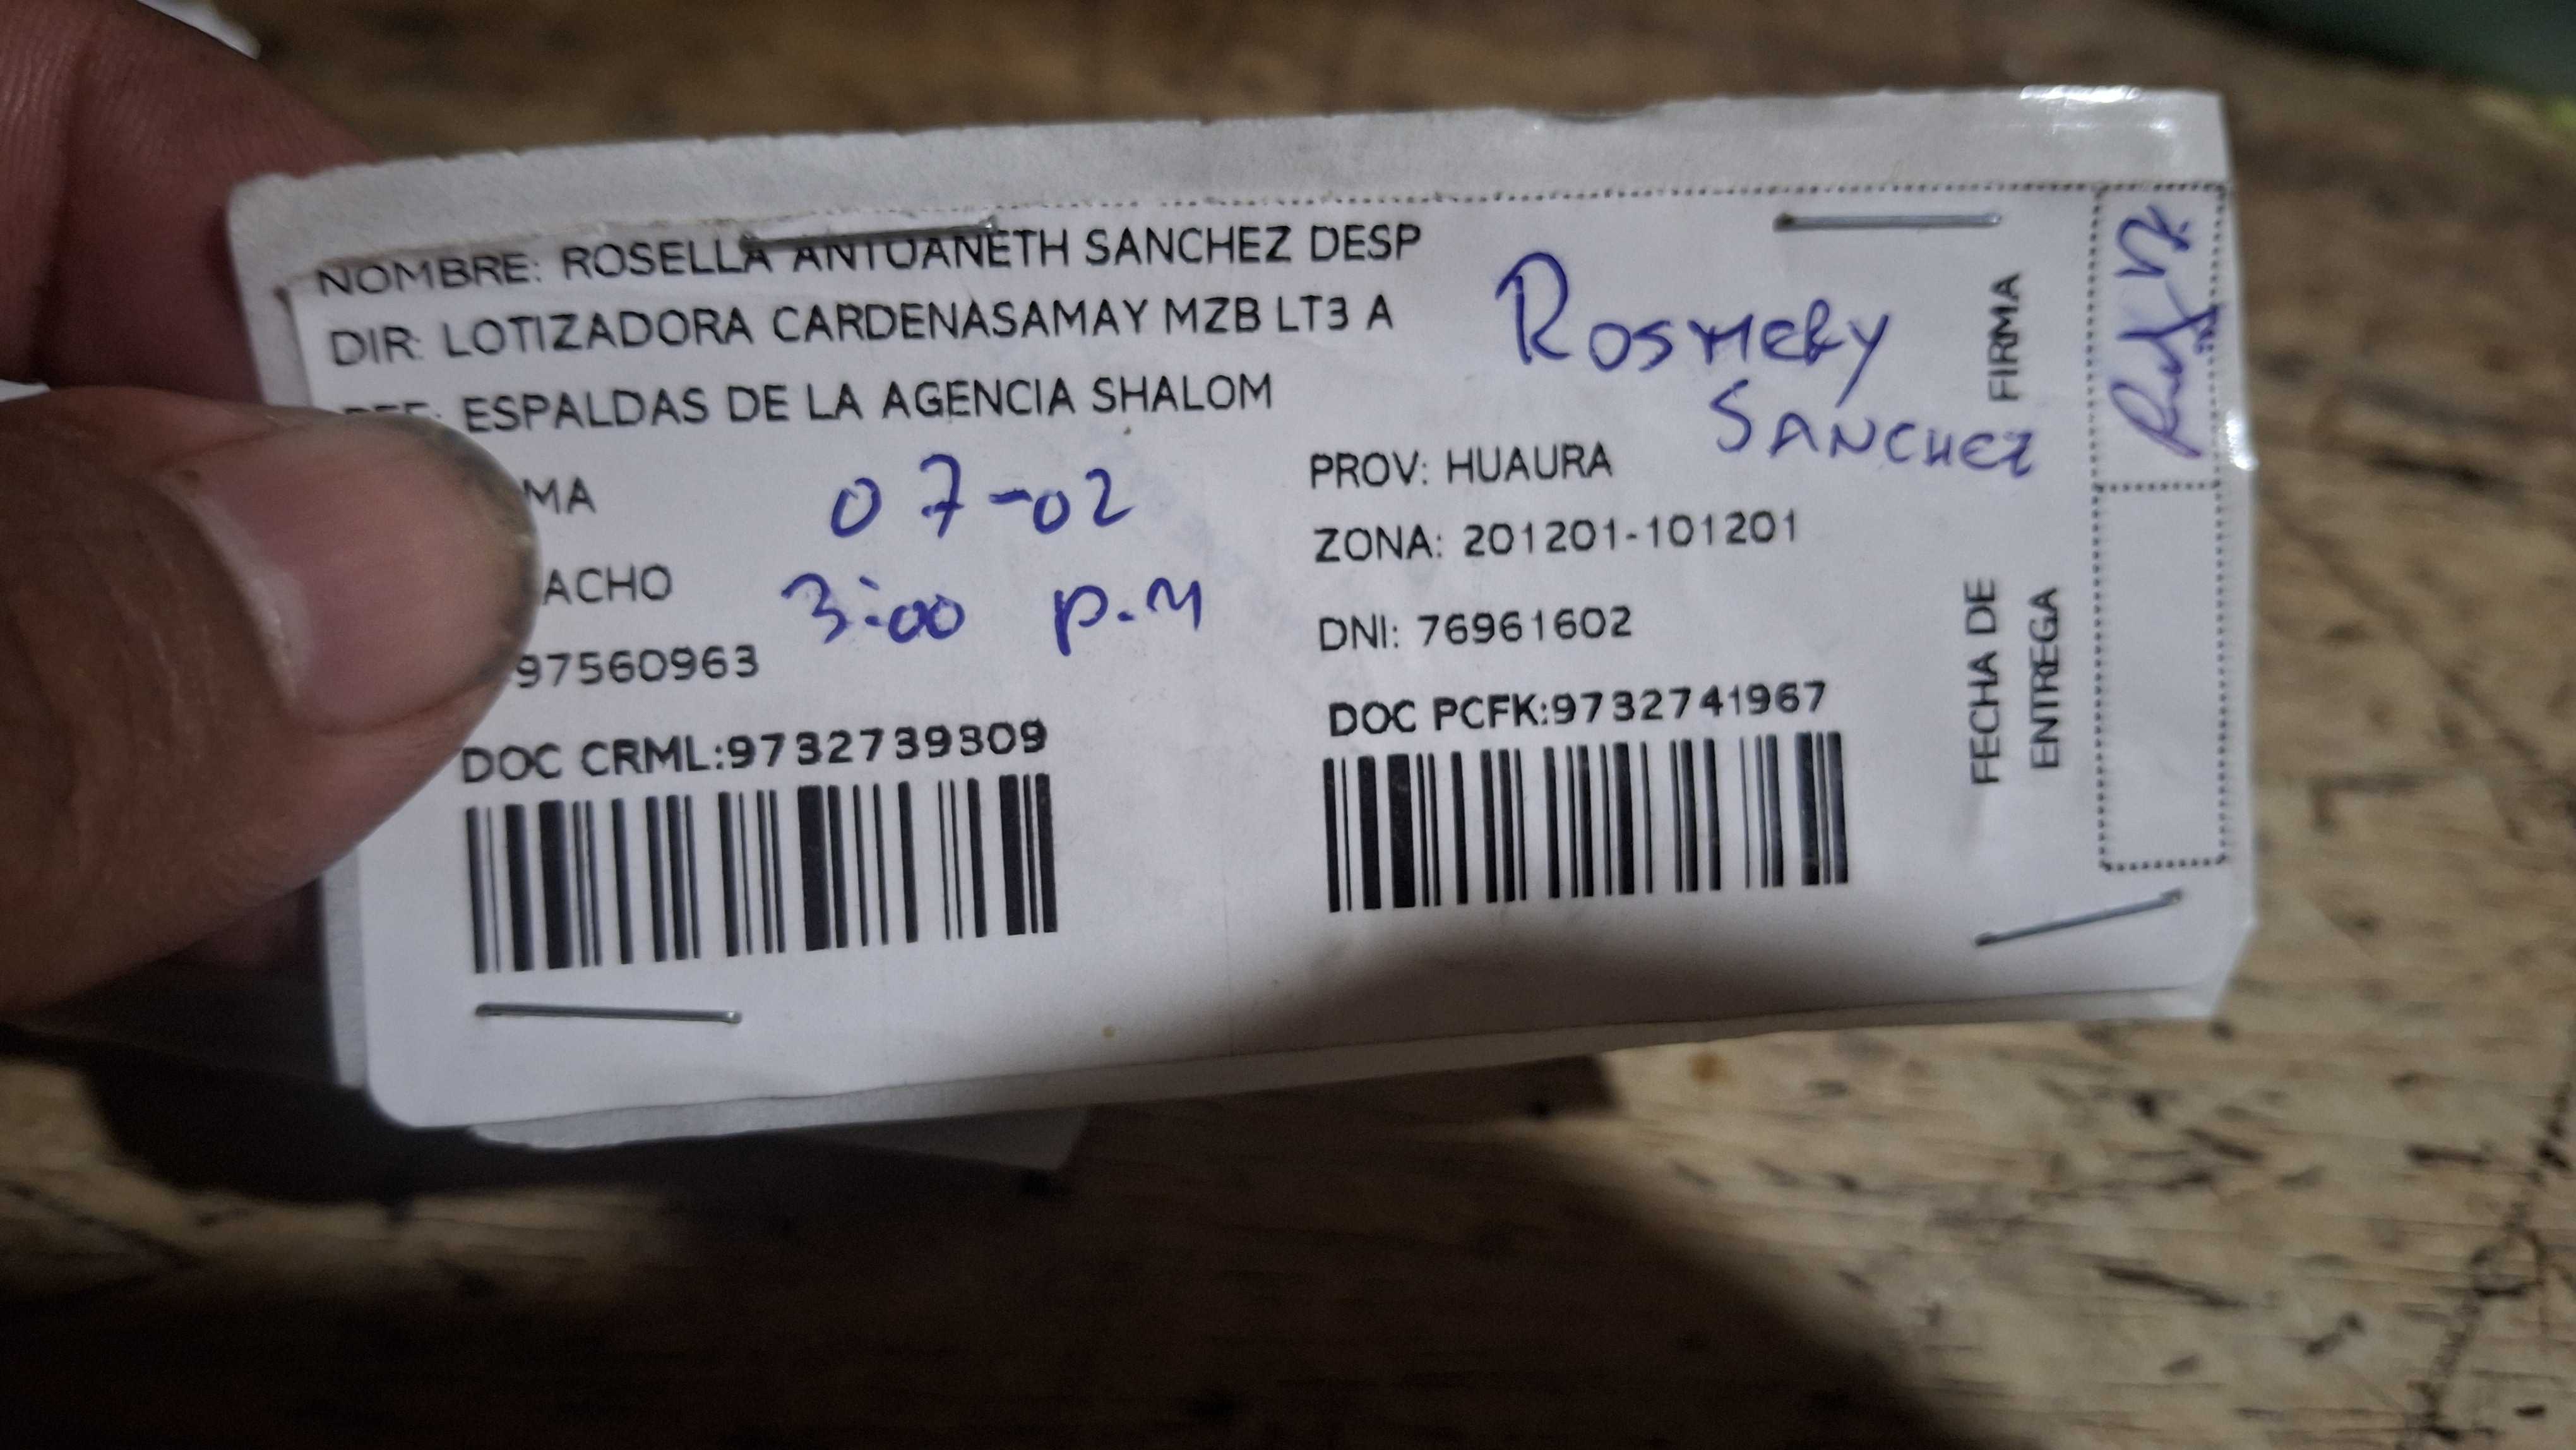 NOMBRE: ROSELLA ANTOANETH SANCHEZ DESP
DIR: LOTIZADORA CARDENASAMAY MZB LT3 A
REF: ESPALDAS DE LA AGENCIA SHALOM
Rosmery
SANCHEZ
MA
07-02
PROV: HUAURA
ACHO
3:00 p.m
ZONA: 201201-101201
97560963
DNI: 76961602
DOC CRML:9732739309
DOC PCFK:9732741967
FIRMA
FECHA DE
ENTREGA